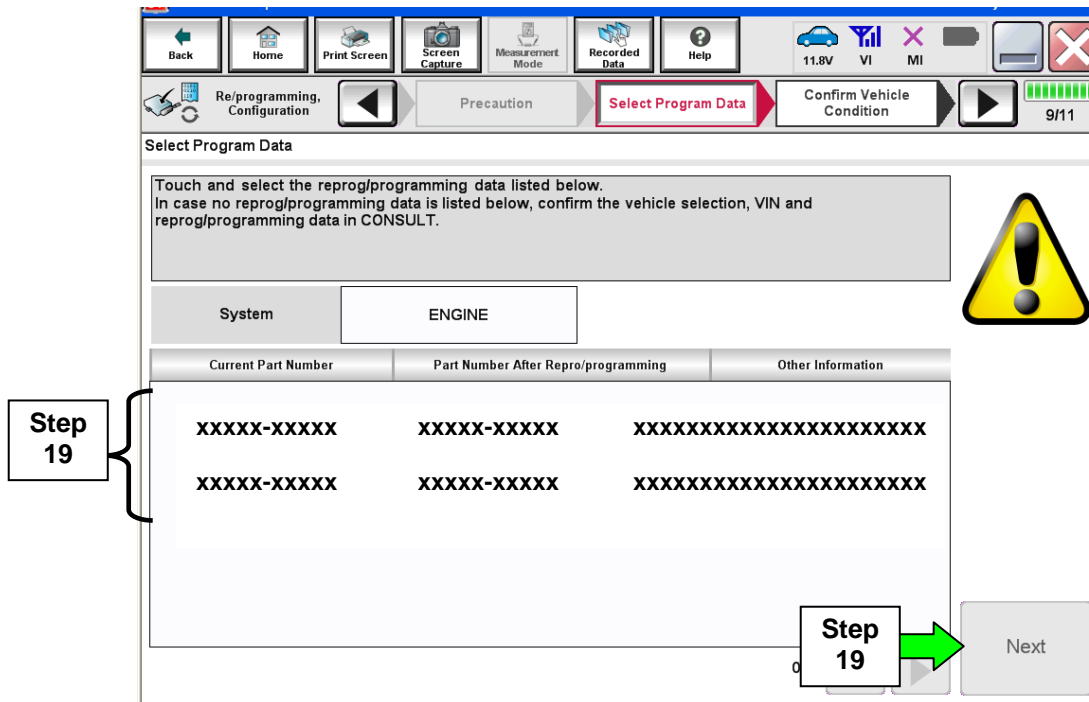 Back
Home
Print Screen
Screen Capture
Measurement Mode
Recorded Data
Help
11.8V VI MI
Re/programming, Configuration
Precaution
Select Program Data
Confirm Vehicle Condition
9/11
Select Program Data
Touch and select the reprog/programming data listed below.
In case no reprog/programming data is listed below, confirm the vehicle selection, VIN and
reprog/programming data in CONSULT.
System ENGINE
Current Part Number Part Number After Repro/programming Other Information
Step
19
xxxxx-xxxxx xxxxx-xxxxx xxxxxxxxxxxxxxxxxxxxxx
xxxxx-xxxxx xxxxx-xxxxx xxxxxxxxxxxxxxxxxxxxxx
Step
19
Next